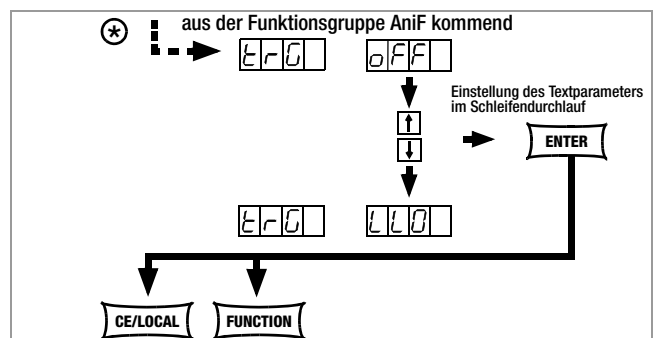 aus der Funktionsgruppe AniF kommend
trG oFF
Einstellung des Textparameters
im Schleifendurchlauf
ENTER
trG LLO
CE/LOCAL FUNCTION